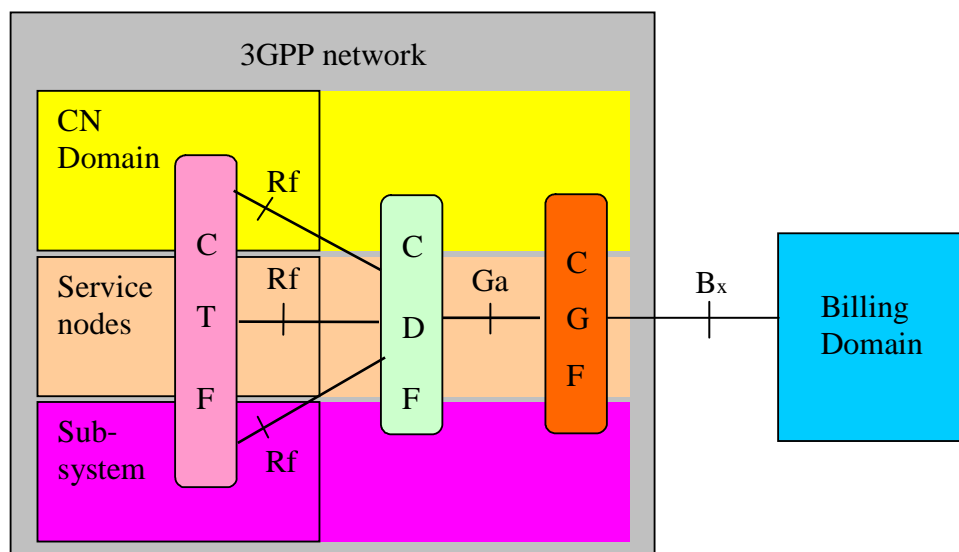 3GPP network
CN
Domain
Rf
C
T
F
Service
nodes
Rf
Sub-
system
Rf
C
D
F
Ga
C
G
F
Bx
Billing
Domain